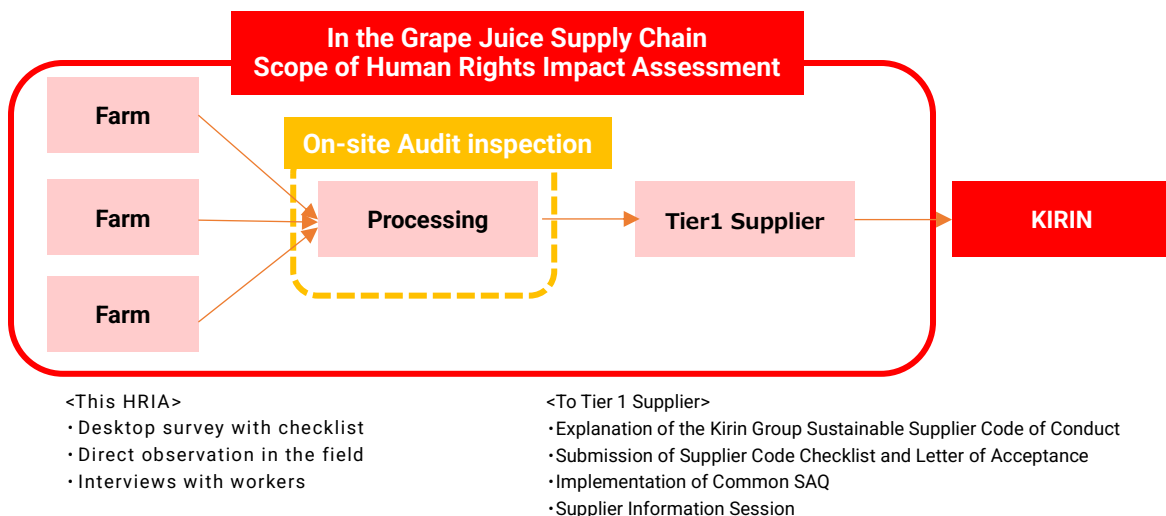 In the Grape Juice Supply Chain
Scope of Human Rights Impact Assessment
Farm
On-site Audit inspection
Farm
Processing
Tier1 Supplier
KIRIN
Farm
<This HRIA>
・Desktop survey with checklist
・Direct observation in the field
・Interviews with workers
<To Tier 1 Supplier>
・Explanation of the Kirin Group Sustainable Supplier Code of Conduct
・Submission of Supplier Code Checklist and Letter of Acceptance
・Implementation of Common SAQ
・Supplier Information Session